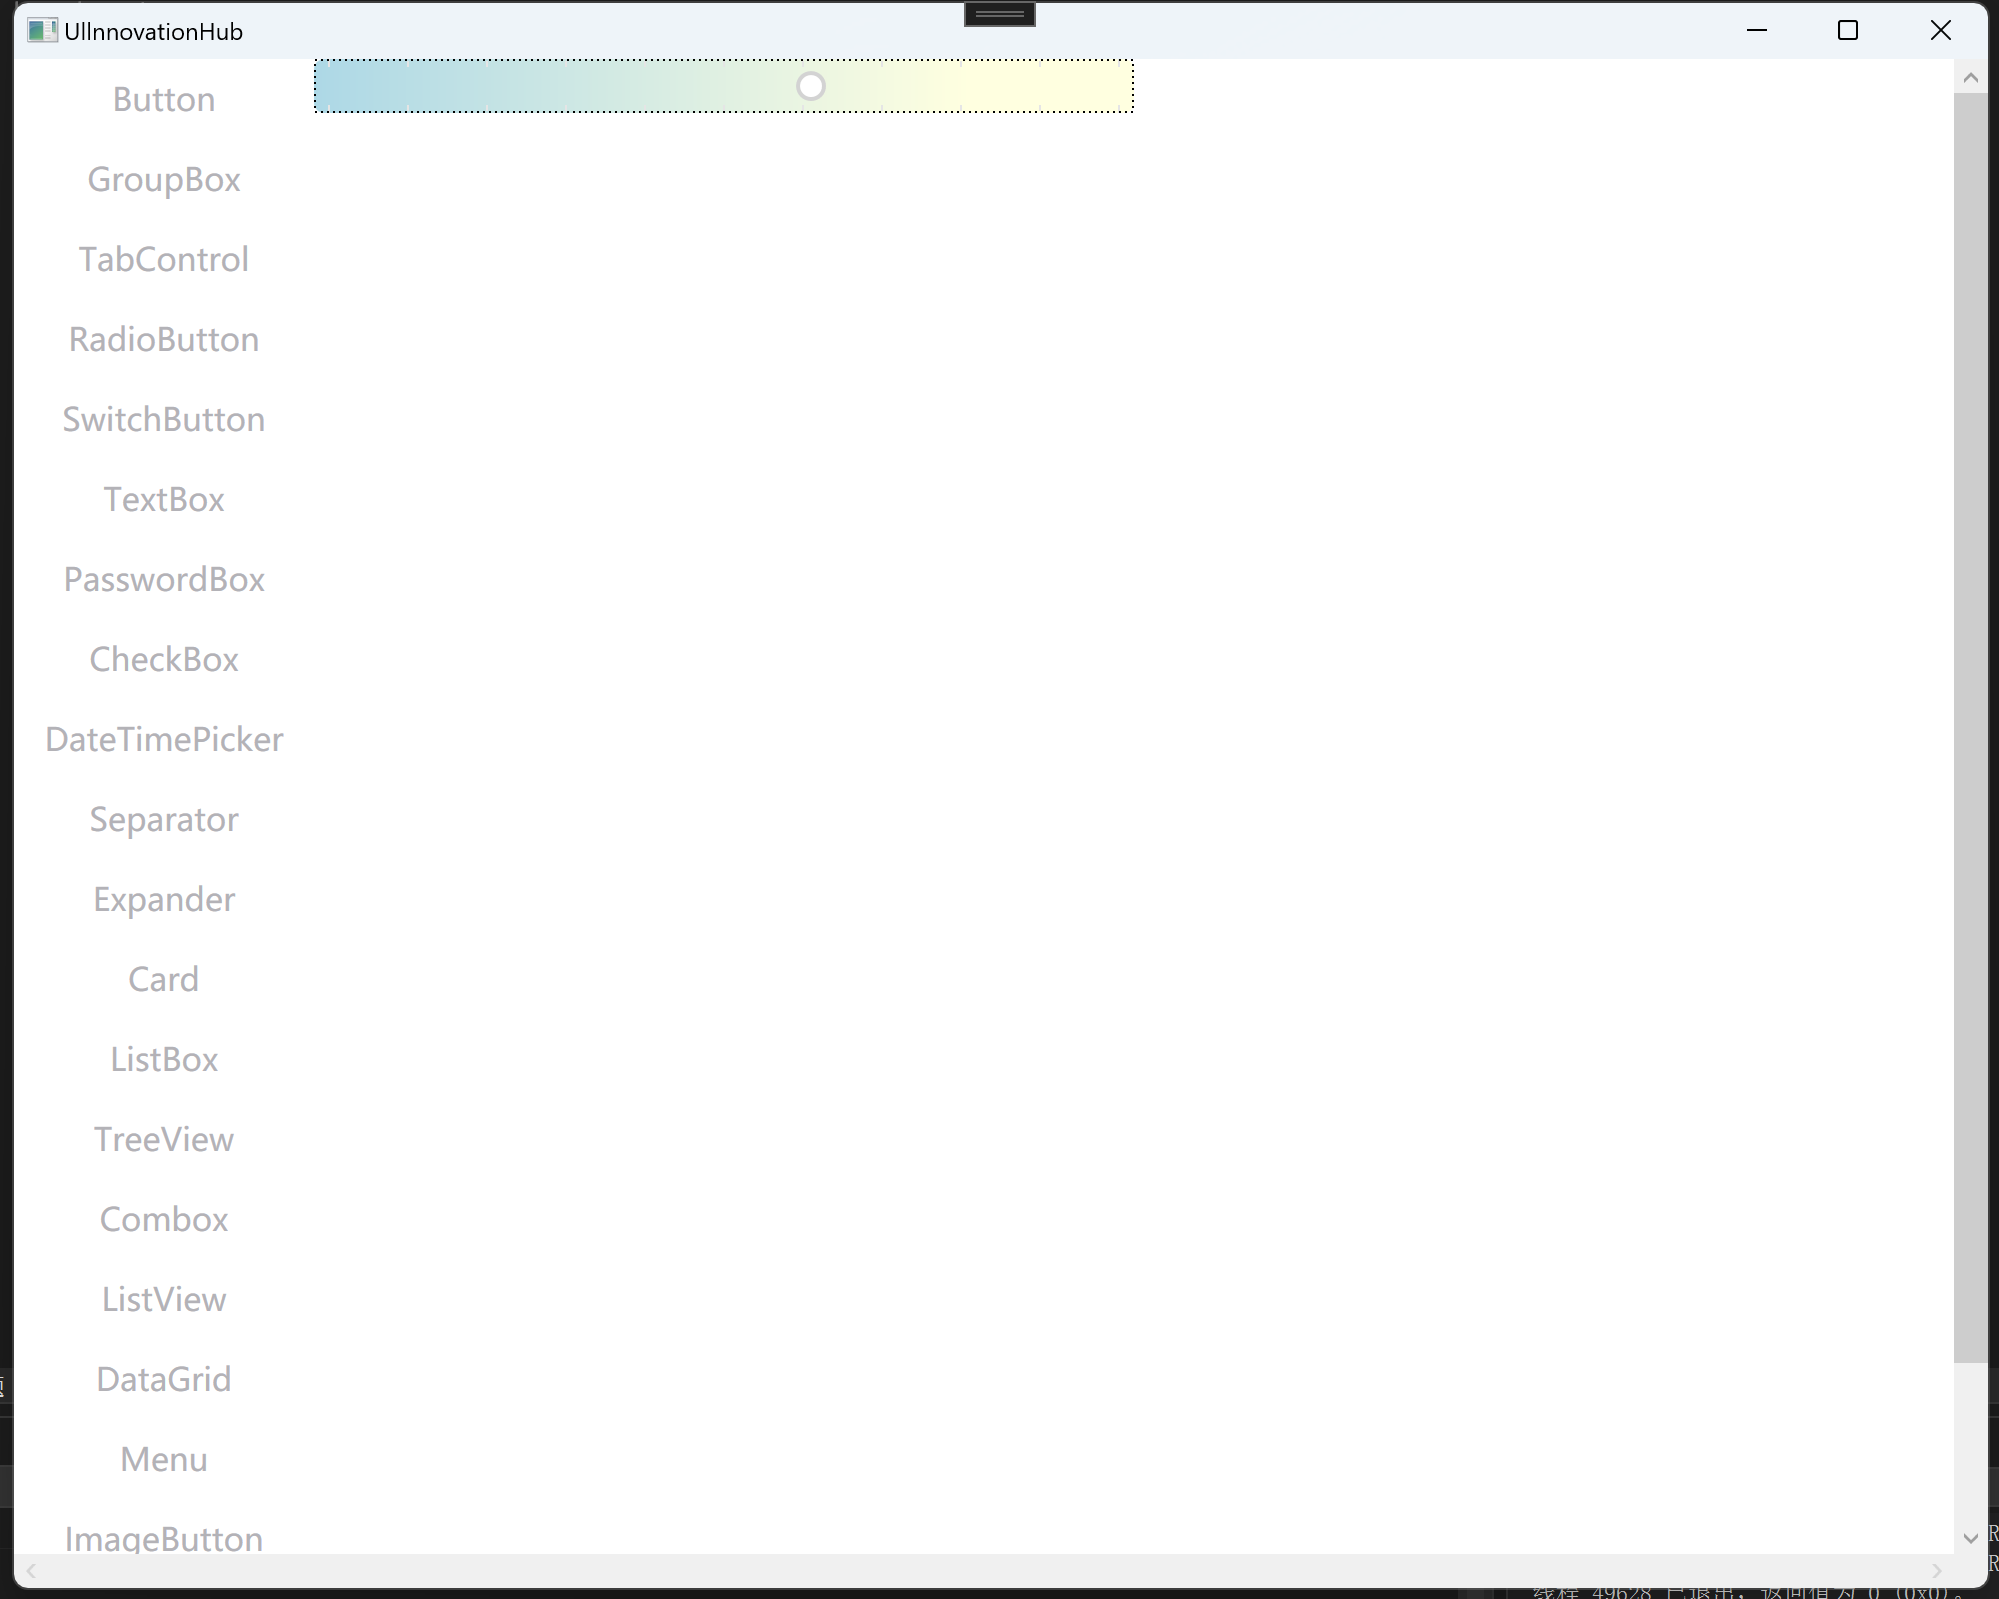 UIInnovationHub
Button
GroupBox
TabControl
RadioButton
SwitchButton
TextBox
PasswordBox
CheckBox
DateTimePicker
Separator
Expander
Card
ListBox
TreeView
Combox
ListView
DataGrid
Menu
ImageButton
R
R
线程 49628 已退出，返回值为 0 (0x0)。